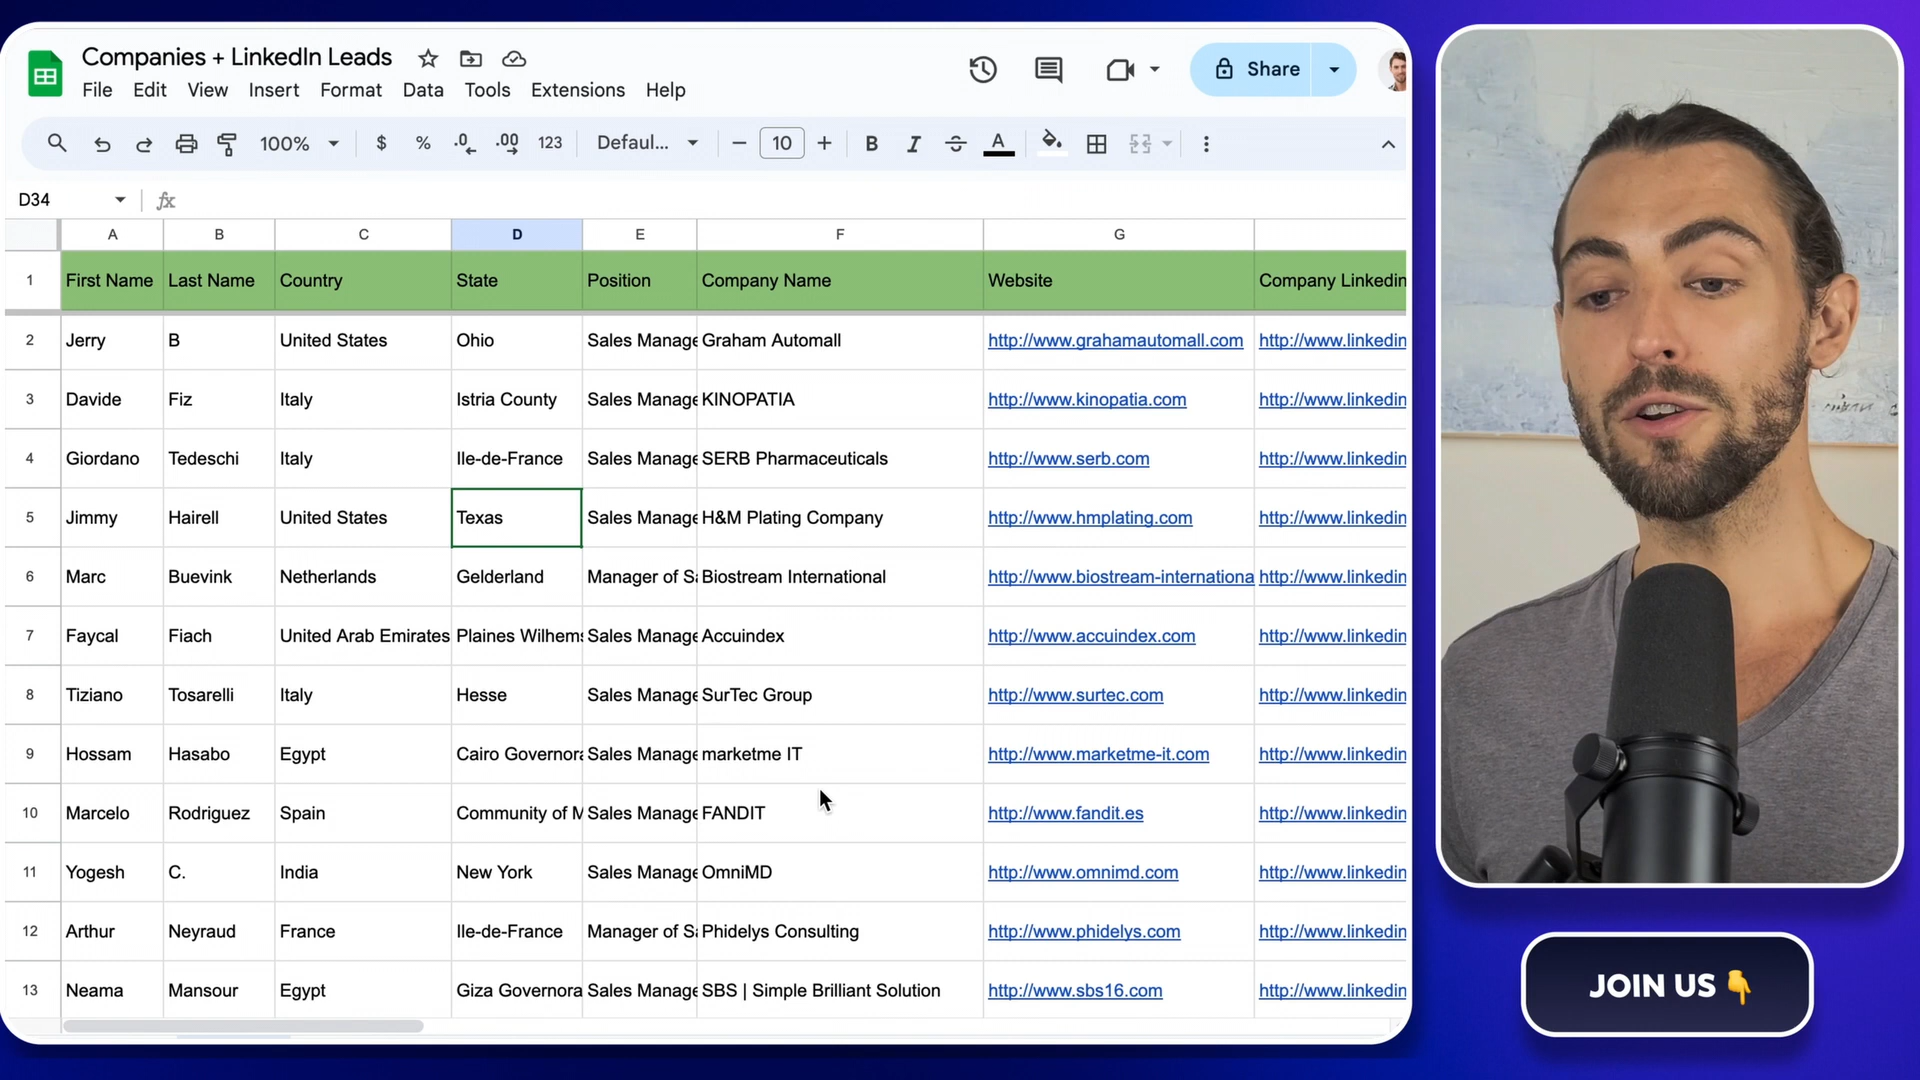 Companies + LinkedIn Leads
File Edit View Insert Format Data Tools Extensions Help
Share
100% $ % .0 .00 123 Defaul... − 10 + B I S A
D34 fx
A B C D E F G
1 First Name Last Name Country State Position Company Name Website Company Linkedin
2 Jerry B United States Ohio Sales Manage Graham Automall http://www.grahamautomall.com http://www.linkedin
3 Davide Fiz Italy Istria County Sales Manage KINOPATIA http://www.kinopatia.com http://www.linkedin
4 Giordano Tedeschi Italy Ile-de-France Sales Manage SERB Pharmaceuticals http://www.serb.com http://www.linkedin
5 Jimmy Hairell United States Texas Sales Manage H&M Plating Company http://www.hmplating.com http://www.linkedin
6 Marc Buevink Netherlands Gelderland Manager of Sa Biostream International http://www.biostream-internationa http://www.linkedin
7 Faycal Fiach United Arab Emirates Plaines Wilhems Sales Manage Accuindex http://www.accuindex.com http://www.linkedin
8 Tiziano Tosarelli Italy Hesse Sales Manage SurTec Group http://www.surtec.com http://www.linkedin
9 Hossam Hasabo Egypt Cairo Governora Sales Manage marketme IT http://www.marketme-it.com http://www.linkedin
10 Marcelo Rodriguez Spain Community of M Sales Manage FANDIT http://www.fandit.es http://www.linkedin
11 Yogesh C. India New York Sales Manage OmniMD http://www.omnimd.com http://www.linkedin
12 Arthur Neyraud France Ile-de-France Manager of Sa Phidelys Consulting http://www.phidelys.com http://www.linkedin
13 Neama Mansour Egypt Giza Governora Sales Manage SBS | Simple Brilliant Solution http://www.sbs16.com http://www.linkedin
JOIN US 👇